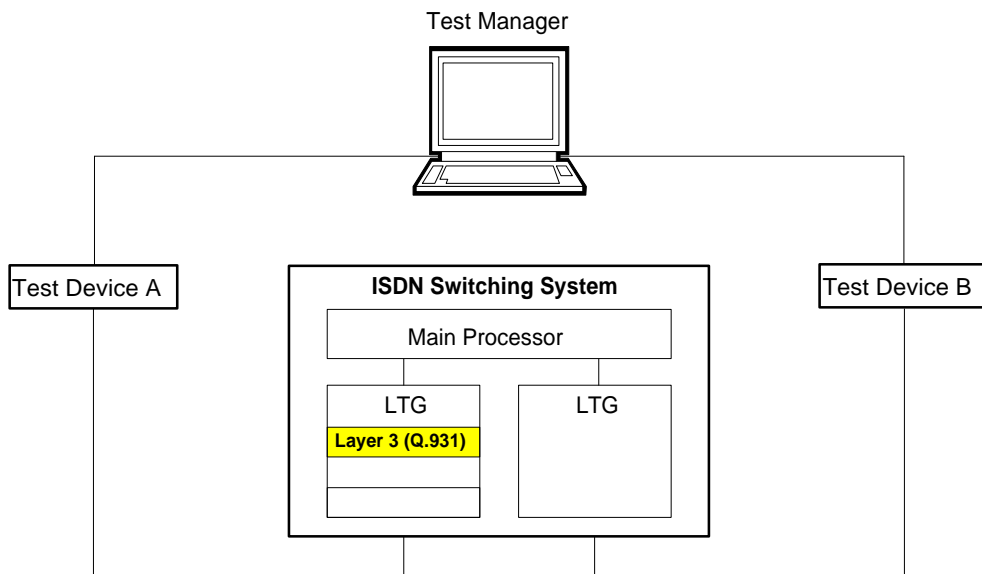 Test Manager
Test Device A
ISDN Switching System
Test Device B
Main Processor
LTG
LTG
Layer 3 (Q.931)